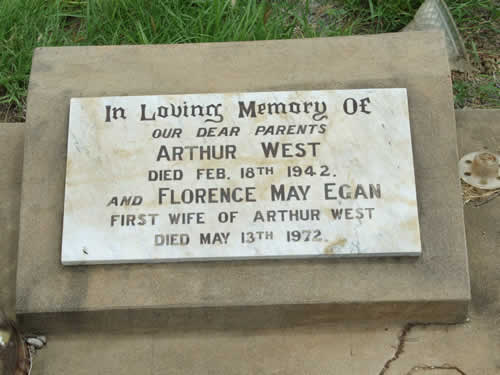 In Loving Memory Of
OUR DEAR PARENTS
ARTHUR WEST
DIED FEB. 18TH 1942.
AND FLORENCE MAY EGAN
FIRST WIFE OF ARTHUR WEST
DIED MAY 13TH 1972.